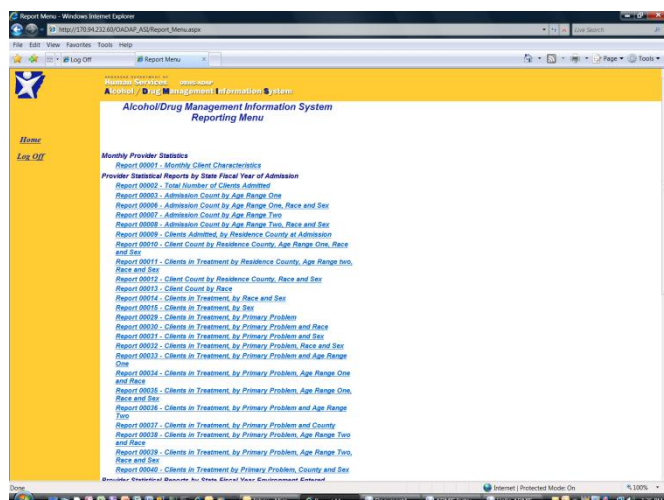 Report Menu - Windows Internet Explorer
http://170.94.232.60/OADAP_ASI/Report_Menu.aspx
Live Search
File Edit View Favorites Tools Help
Log Off
Report Menu
Page
Tools
Human Services
Alcohol / Drug Management Information System
Alcohol/Drug Management Information System
Reporting Menu
Home
Log Off
Monthly Provider Statistics
Report 00001 - Monthly Client Characteristics
Provider Statistical Reports by State Fiscal Year of Admission
Report 00002 - Total Number of Clients Admitted
Report 00003 - Admission Count by Age Range One
Report 00006 - Admission Count by Age Range One, Race and Sex
Report 00007 - Admission Count by Age Range Two
Report 00008 - Admission Count by Age Range Two, Race and Sex
Report 00009 - Clients Admitted, by Residence County at Admission
Report 00010 - Client Count by Residence County, Age Range One, Race
and Sex
Report 00011 - Clients in Treatment by Residence County, Age Range two,
Race and Sex
Report 00012 - Client Count by Residence County, Race and Sex
Report 00013 - Client Count by Race
Report 00014 - Clients in Treatment, by Race and Sex
Report 00015 - Clients in Treatment, by Sex
Report 00029 - Clients in Treatment, by Primary Problem
Report 00030 - Clients in Treatment, by Primary Problem and Race
Report 00031 - Clients in Treatment, by Primary Problem and Sex
Report 00032 - Clients in Treatment, by Primary Problem, Race and Sex
Report 00033 - Clients in Treatment, by Primary Problem and Age Range
One
Report 00034 - Clients in Treatment, by Primary Problem, Age Range One
and Race
Report 00035 - Clients in Treatment, by Primary Problem, Age Range One,
Race and Sex
Report 00036 - Clients in Treatment, by Primary Problem and Age Range
Two
Report 00037 - Clients in Treatment, by Primary Problem and County
Report 00038 - Clients in Treatment, by Primary Problem, Age Range Two
and Race
Report 00039 - Clients in Treatment, by Primary Problem, Age Range Two,
Race and Sex
Report 00040 - Clients in Treatment by Primary Problem, County and Sex
Provider Statistical Reports by State Fiscal Year Environment Entered
Done
Internet | Protected Mode: On
100%